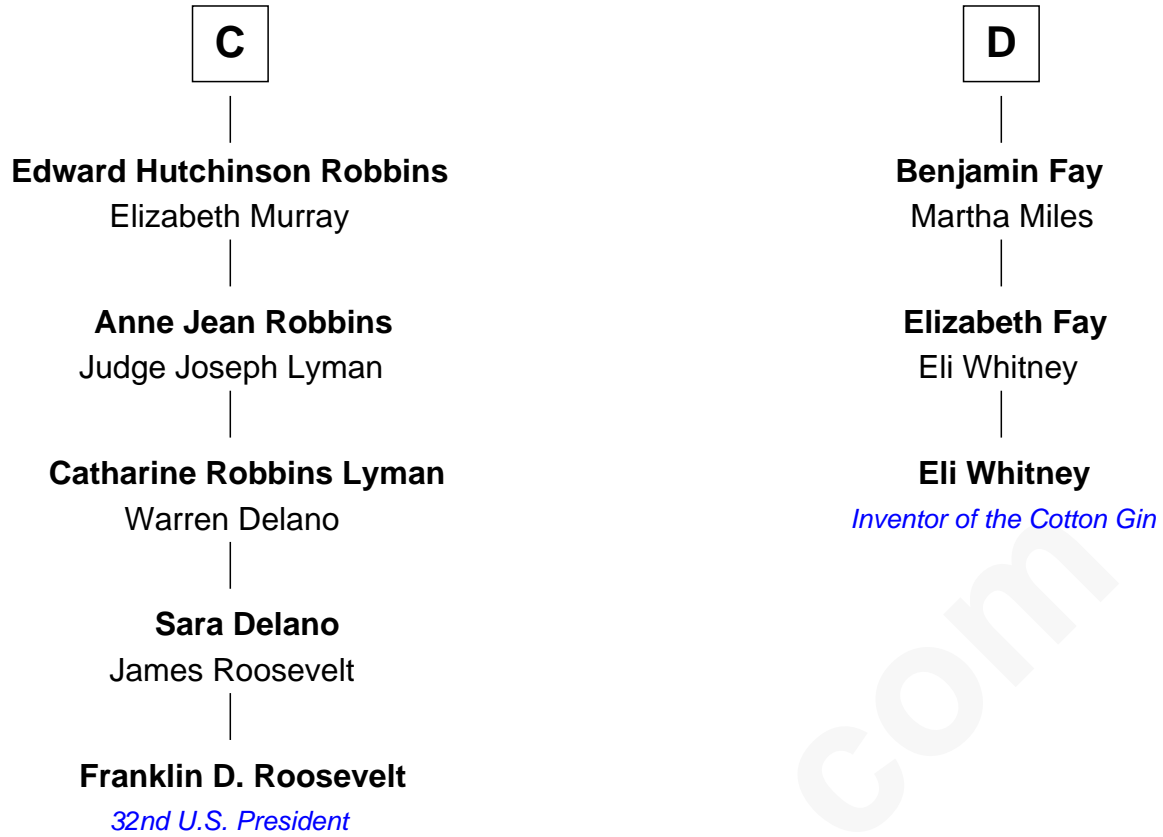 C
Edward Hutchinson Robbins
Elizabeth Murray
Anne Jean Robbins
Judge Joseph Lyman
Catharine Robbins Lyman
Warren Delano
Sara Delano
James Roosevelt
Franklin D. Roosevelt
32nd U.S. President
D
Benjamin Fay
Martha Miles
Elizabeth Fay
Eli Whitney
Eli Whitney
Inventor of the Cotton Gin
com